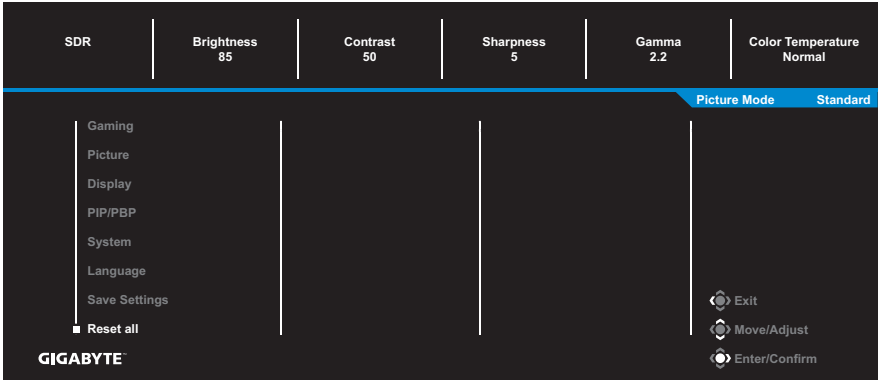 SDR
Brightness
85
Contrast
50
Sharpness
5
Gamma
2.2
Color Temperature
Normal
Picture Mode Standard
Gaming
Picture
Display
PIP/PBP
System
Language
Save Settings
Reset all
Exit
Move/Adjust
Enter/Confirm
GIGABYTE™